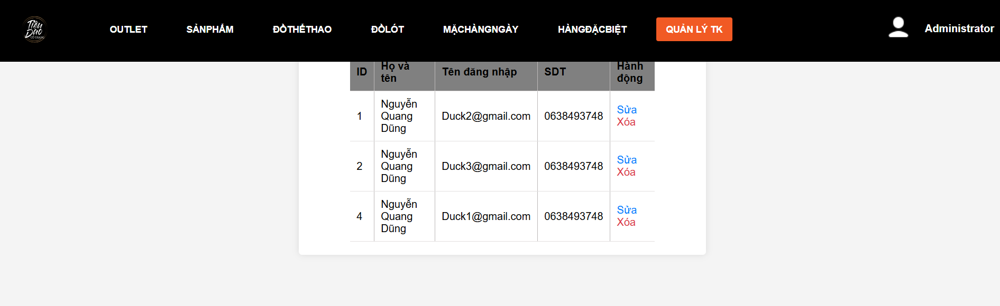 Tiêu
Dao
CỔ TRANG
OUTLET SẢNPHẨM ĐỒTHỂTHAO ĐỒLÓT MẶCHÀNGNGÀY HÀNGĐẶCBIỆT QUẢN LÝ TK Administrator
ID Họ và tên Tên đăng nhập SDT Hành động
1 Nguyễn Quang Dũng Duck2@gmail.com 0638493748 Sửa Xóa
2 Nguyễn Quang Dũng Duck3@gmail.com 0638493748 Sửa Xóa
4 Nguyễn Quang Dũng Duck1@gmail.com 0638493748 Sửa Xóa